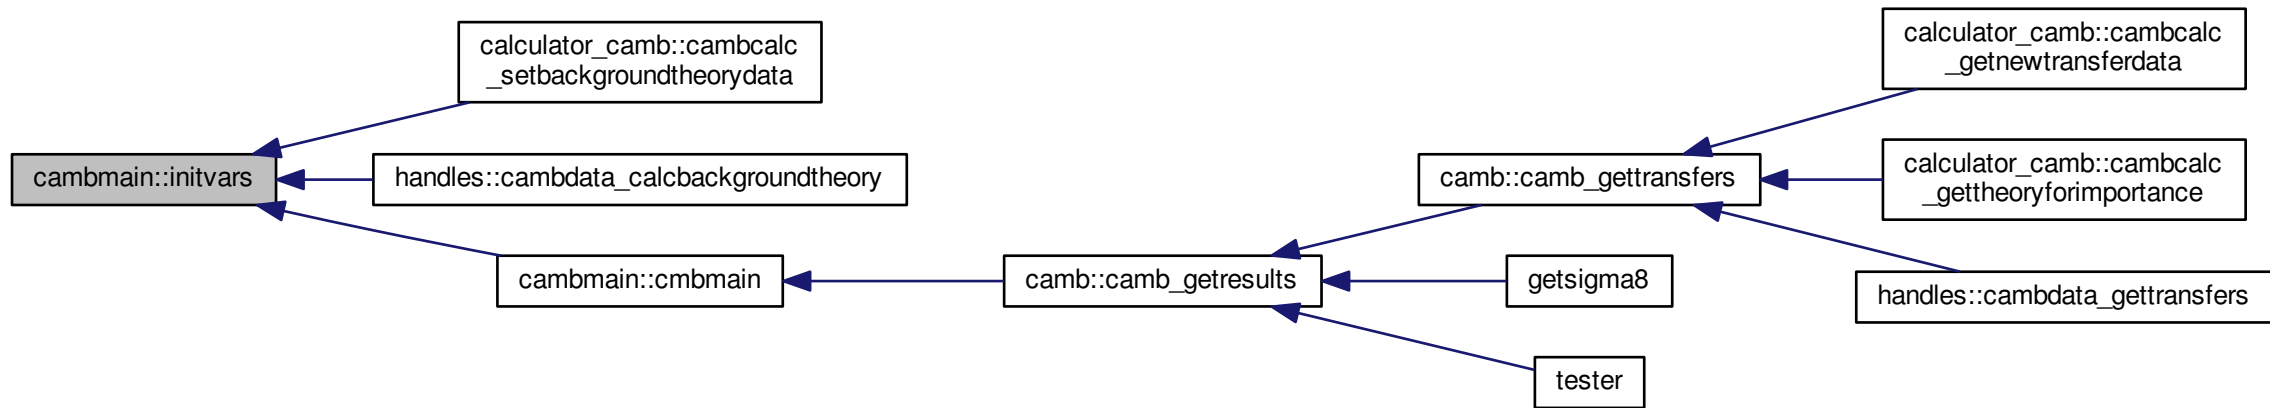 calculator_camb::cambcalc
_setbackgroundtheorydata
calculator_camb::cambcalc
_getnewtransferdata
cambmain::initvars
handles::cambdata_calcbackgroundtheory
camb::camb_gettransfers
calculator_camb::cambcalc
_gettheoryforimportance
cambmain::cmbmain
camb::camb_getresults
getsigma8
handles::cambdata_gettransfers
tester